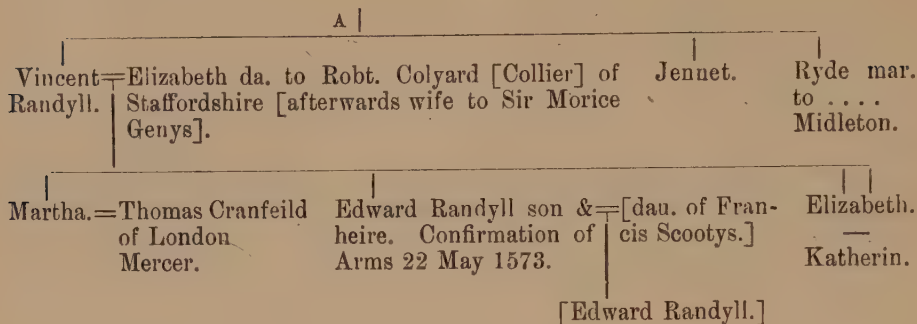 A
Vincent=Elizabeth da. to Robt. Colyard [Collier] of Jennet. Ryde mar.
Randyll. Staffordshire [afterwards wife to Sir Morice to ....
Genys]. Midleton.
Martha.=Thomas Cranfeild Edward Randyll son &=[dau. of Fran- Elizabeth.
of London heire. Confirmation of cis Scootys.] —
Mercer. Arms 22 May 1573. Katherin.
[Edward Randyll.]